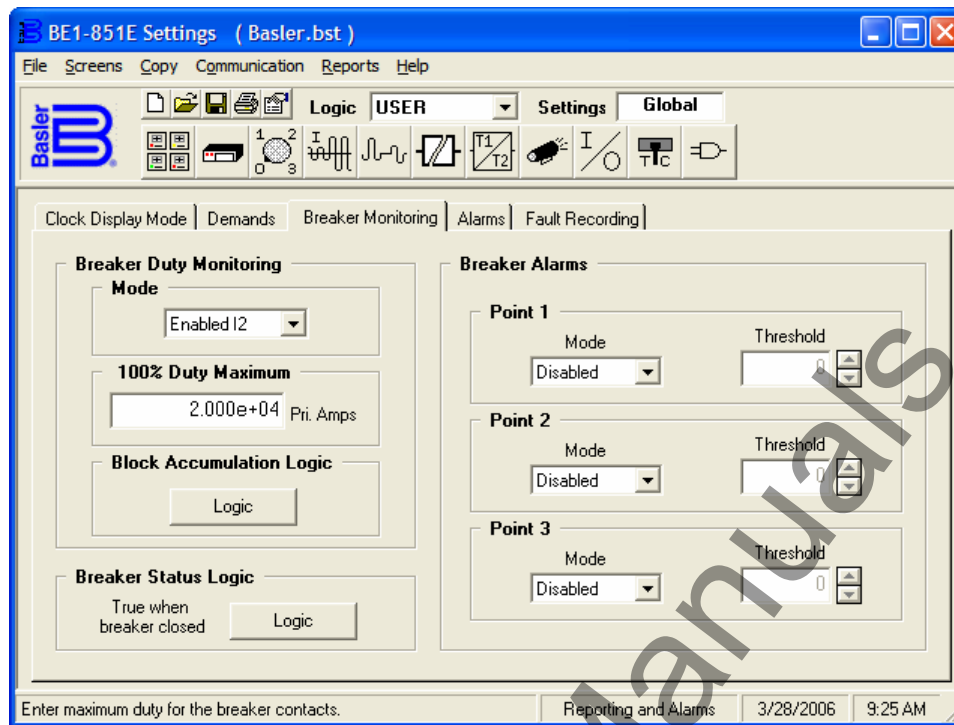 BE1-851E Settings ( Basler.bst )
File Screens Copy Communication Reports Help
Basler
Logic USER Settings Global
1 2 0 3 I T1 T2 I O T C
Clock Display Mode Demands Breaker Monitoring Alarms Fault Recording
Breaker Duty Monitoring
Mode
Enabled I2
100% Duty Maximum
2.000e+04 Pri. Amps
Block Accumulation Logic
Logic
Breaker Status Logic
True when
breaker closed
Logic
Breaker Alarms
Point 1
Mode Threshold
Disabled 0
Point 2
Mode Threshold
Disabled 0
Point 3
Mode Threshold
Disabled 0
Manuals
Enter maximum duty for the breaker contacts. Reporting and Alarms 3/28/2006 9:25 AM